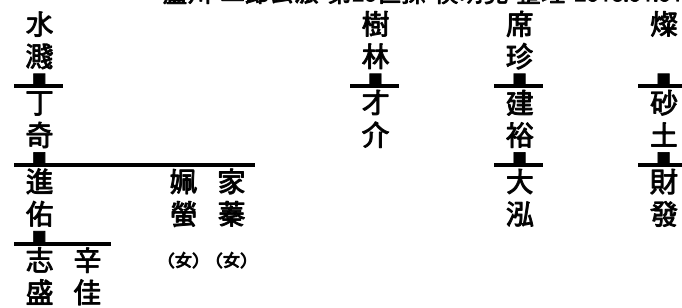 水濺
樹林
席珍
燦
丁奇
才介
建裕
砂土
進佑
姵螢
(女)
家蓁
(女)
大泓
財發
志盛
辛佳